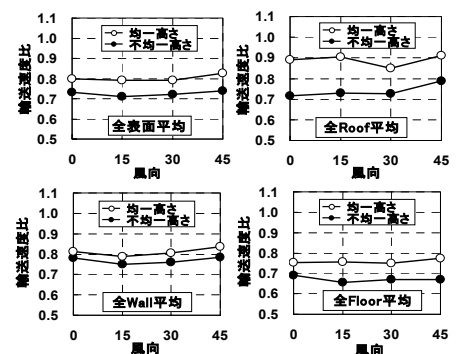 1.1
1.0
0.9
0.8
0.7
0.6
0.5
輸送速度比
均一高さ
不均一高さ
全表面平均
0 15 30 45
風向
1.1
1.0
0.9
0.8
0.7
0.6
0.5
輸送速度比
均一高さ
不均一高さ
全Roof平均
0 15 30 45
風向
1.1
1.0
0.9
0.8
0.7
0.6
0.5
輸送速度比
均一高さ
不均一高さ
全Wall平均
0 15 30 45
風向
1.1
1.0
0.9
0.8
0.7
0.6
0.5
輸送速度比
均一高さ
不均一高さ
全Floor平均
0 15 30 45
風向